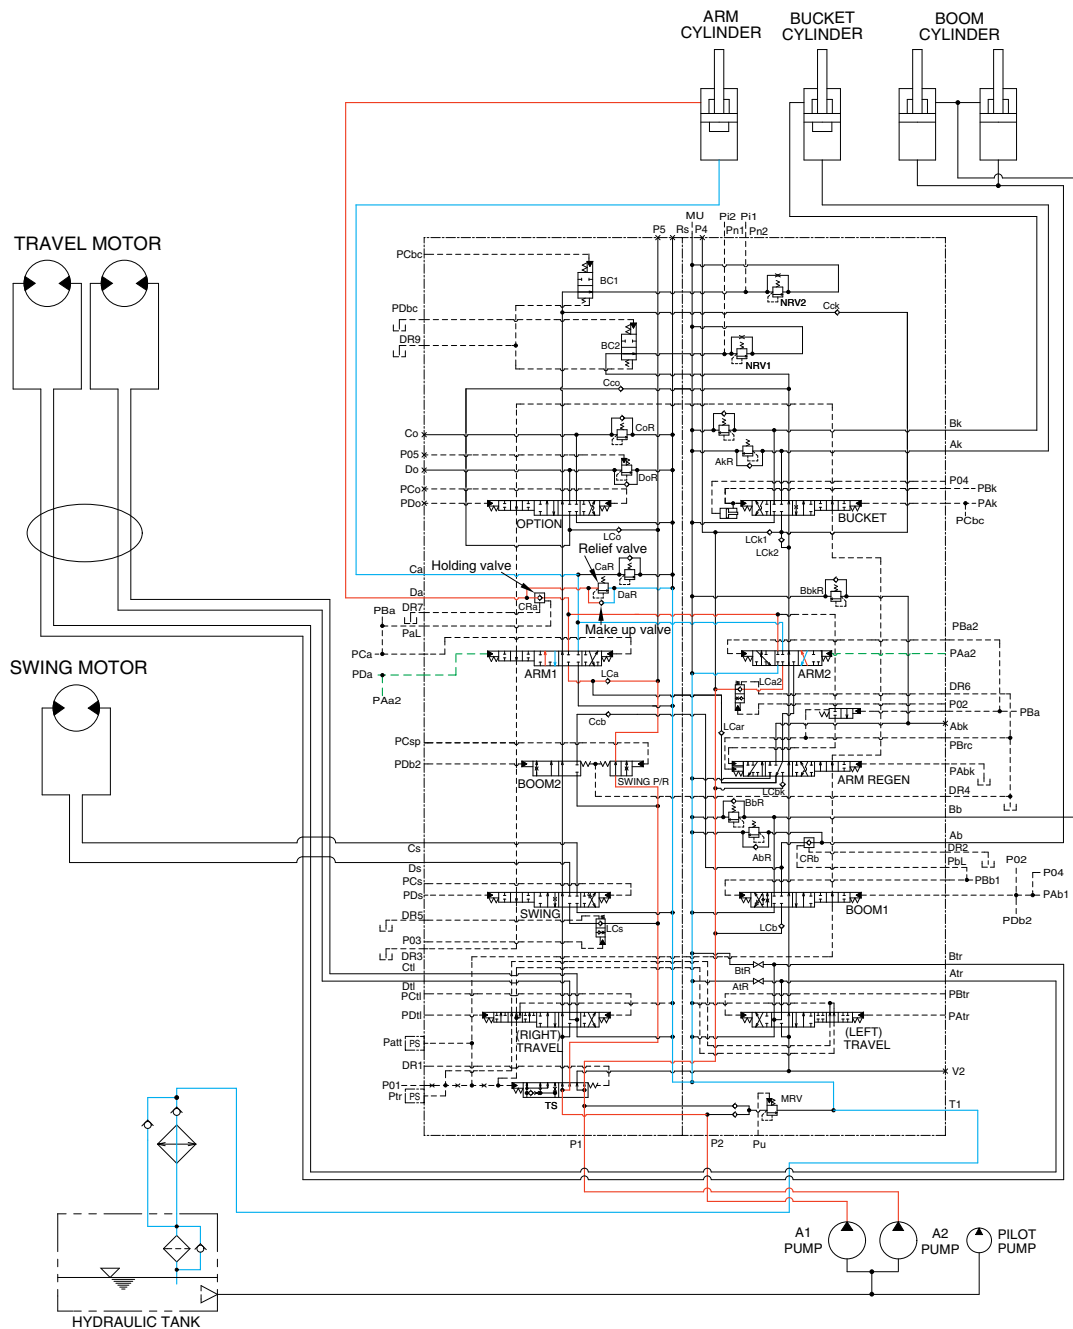 ARM
CYLINDER
BUCKET
CYLINDER
BOOM
CYLINDER
MU
Pi2
Pi1
P5
Rs
P4
Pn1
Pn2
TRAVEL MOTOR
PCbc
BC1
NRV2
Cck
PDbc
DR9
BC2
NRV1
Cco
Co
CoR
Bk
Ak
P05
AkR
Do
DoR
P04
PCo
PBk
PDo
PAk
OPTION
BUCKET
PCbc
LCo
LCk1
LCk2
Relief valve
Holding valve
Ca
CaR
Da
DaR
BbkR
CRa
PBa
DR7
Make up valve
PBa2
PaL
PCa
PAa2
PDa
ARM1
ARM2
SWING MOTOR
LCa
LCa2
DR6
PAa2
P02
PBa
Ccb
LCar
Abk
PCsp
PBrc
PDb2
PAbk
SWING P/R
BOOM2
ARM REGEN
LCbk
DR4
BbR
Bb
Ab
Cs
AbR
CRb
DR2
P02
Ds
PbL
P04
PCs
PBb1
PDs
PAb1
SWING
BOOM1
DR5
LCs
PDb2
P03
LCb
DR3
Ctl
BtR
Btr
Dtl
AtR
Atr
PCtl
PBtr
PDtl
PAtr
(RIGHT)
TRAVEL
(LEFT)
TRAVEL
Patt
PS
DR1
V2
P01
Ptr
PS
TS
MRV
T1
P1
P2
Pu
A1
PUMP
A2
PUMP
PILOT
PUMP
HYDRAULIC TANK